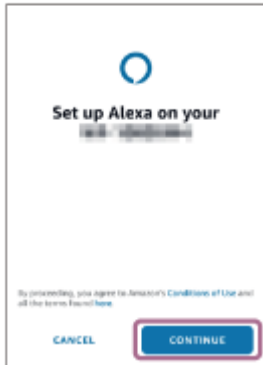 Set up Alexa on your
By proceeding, you agree to Amazon's Conditions of Use and
all the terms found here.
CANCEL
CONTINUE